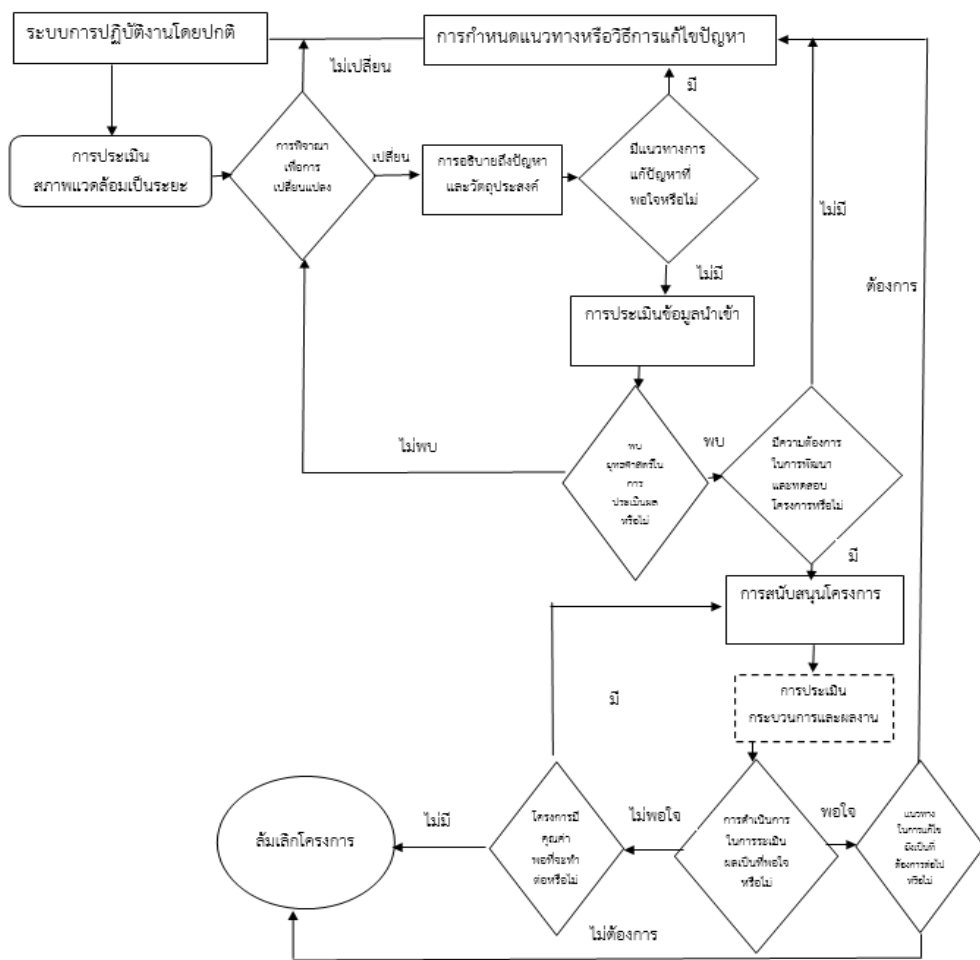 ระบบการปฏิบัติงานโดยปกติ
การกำหนดแนวทางหรือวิธีการแก้ไขปัญหา
ไม่เปลี่ยน
มี
การประเมิน
สภาพแวดล้อมเป็นระยะ
การพิจาณา
เพื่อการ
เปลี่ยนแปลง
เปลี่ยน
การอธิบายถึงปัญหา
และวัตถุประสงค์
มีแนวทางการ
แก้ปัญหาที่
พอใจหรือไม่
ไม่มี
ไม่มี
ต้องการ
การประเมินข้อมูลนำเข้า
ไม่พบ
พบ
ยุทธศาสตร์ใน
การ
ประเมินผล
หรือไม่
พบ
มีความต้องการ
ในการพัฒนา
และทดสอบ
โครงการหรือไม่
มี
การสนับสนุนโครงการ
มี
การประเมิน
กระบวนการและผลงาน
ล้มเลิกโครงการ
ไม่มี
โครงการมี
คุณค่า
พอที่จะทำ
ต่อหรือไม่
ไม่พอใจ
การดำเนินการ
ในการระเมิน
ผลเป็นที่พอใจ
หรือไม่
พอใจ
แนวทาง
ในการแก้ไข
ยังเป็นที่
ต้องการต่อไป
หรือไม่
ไม่ต้องการ